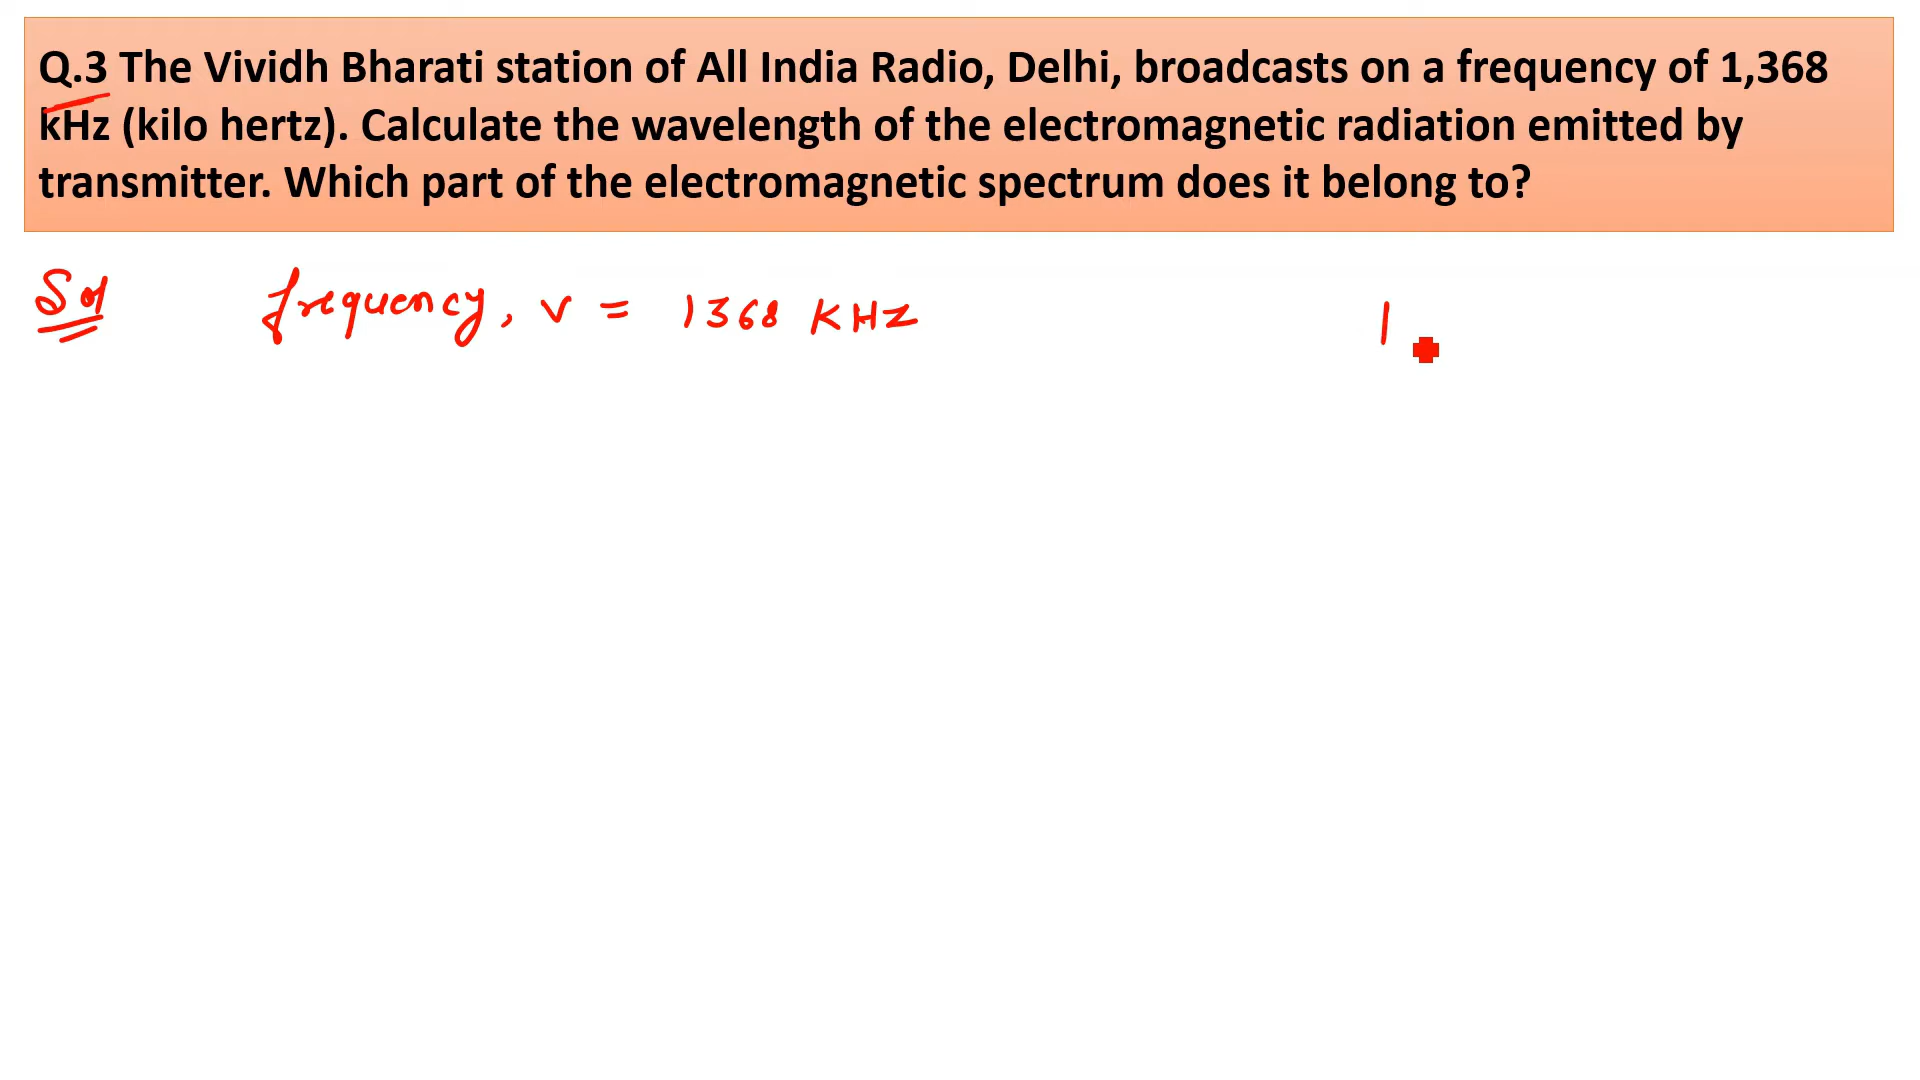 Q.3 The Vividh Bharati station of All India Radio, Delhi, broadcasts on a frequency of 1,368
kHz (kilo hertz). Calculate the wavelength of the electromagnetic radiation emitted by
transmitter. Which part of the electromagnetic spectrum does it belong to?
Sol frequency, v = 1368 KHZ 1